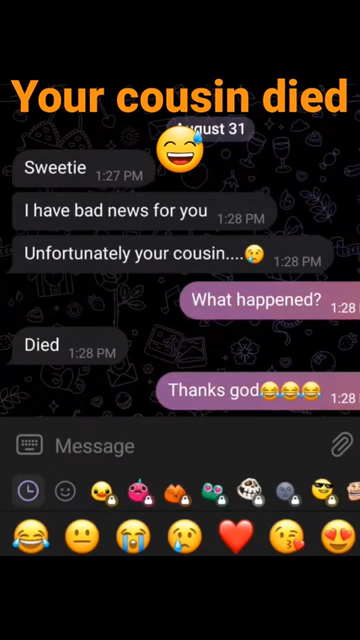 Your cousin died
August 31
Sweetie 1:27 PM
I have bad news for you 1:28 PM
Unfortunately your cousin....😢 1:28 PM
What happened? 1:28
Died 1:28 PM
Thanks god😂😂😂 1:28
Message